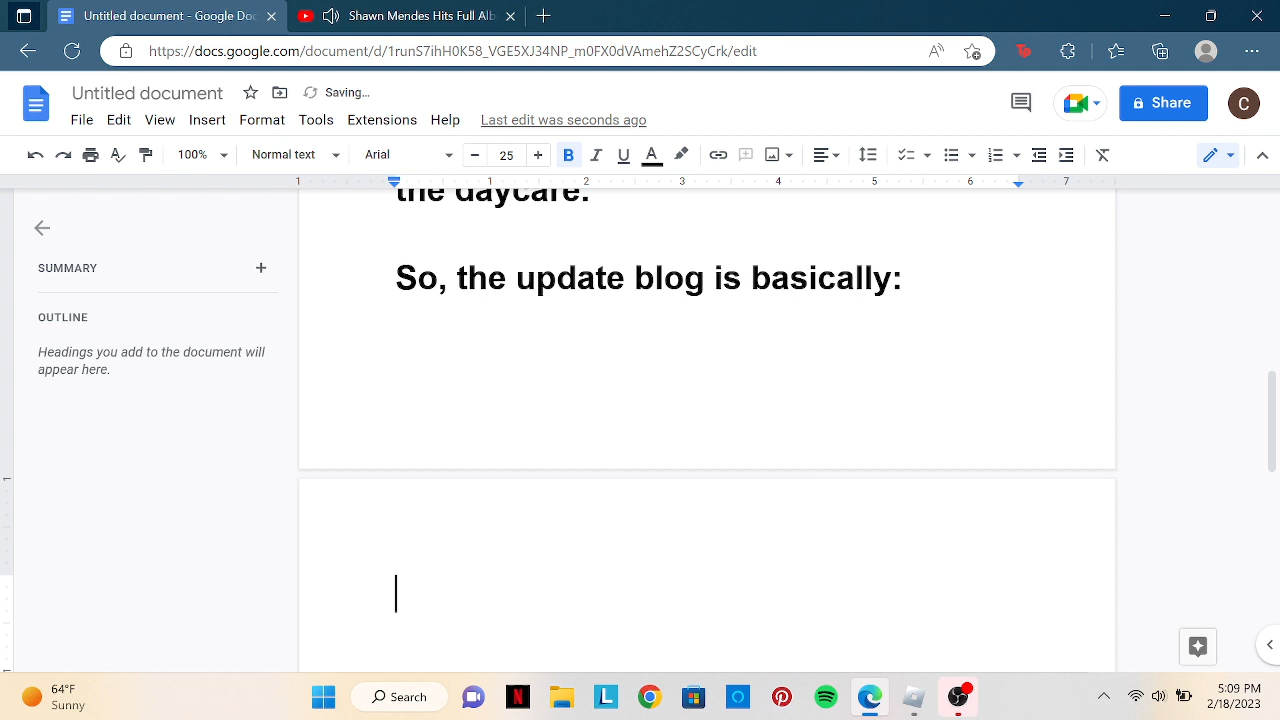 Untitled document - Google Doc
Shawn Mendes Hits Full Alb
https://docs.google.com/document/d/1runS7ihH0K58_VGE5XJ34NP_m0FX0dVAmehZ2SCyCrk/edit
Untitled document
Saving...
Share
C
File Edit View Insert Format Tools Extensions Help Last edit was seconds ago
100% Normal text Arial 25 B I U A
1 1 2 3 4 5 6 7
the daycare.
So, the update blog is basically:
SUMMARY
OUTLINE
Headings you add to the document will
appear here.
64°F
Sunny
Search
5:09 PM
2/18/2023